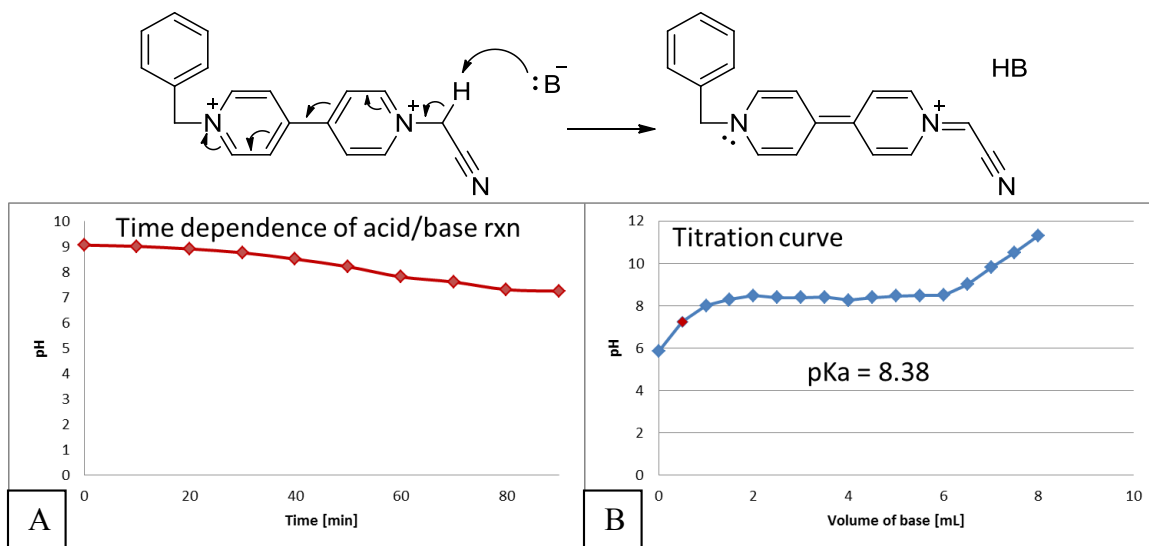 H
:B−
HB
N
+
+
N
N
N
+
N
N
Time dependence of acid/base rxn
10
9
8
7
6
5
4
3
2
1
0
pH
0 20 40 60 80
Time [min]
A
Titration curve
12
10
8
6
4
2
0
pH
pKa = 8.38
0 2 4 6 8 10
Volume of base [mL]
B